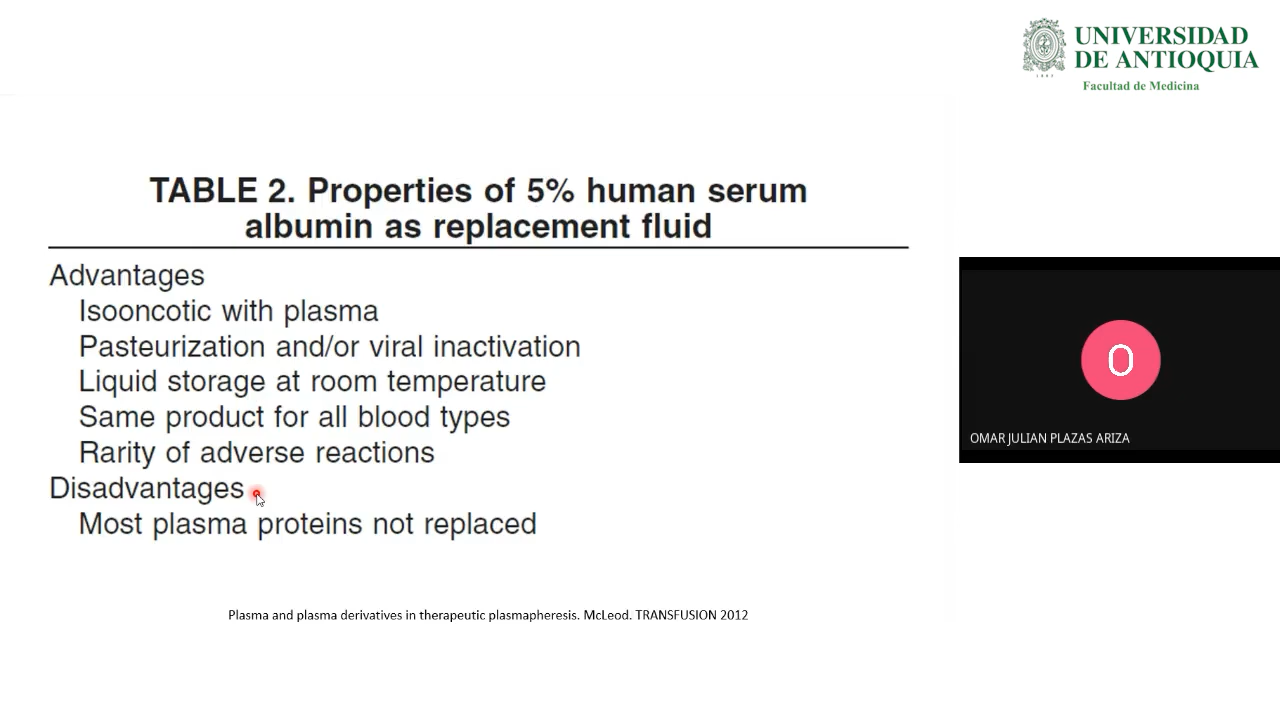 UNIVERSIDAD
DE ANTIOQUIA
1803
Facultad de Medicina
TABLE 2. Properties of 5% human serum
albumin as replacement fluid
Advantages
Isooncotic with plasma
Pasteurization and/or viral inactivation
Liquid storage at room temperature
Same product for all blood types
Rarity of adverse reactions
Disadvantages
Most plasma proteins not replaced
Plasma and plasma derivatives in therapeutic plasmapheresis. McLeod. TRANSFUSION 2012
O
OMAR JULIAN PLAZAS ARIZA